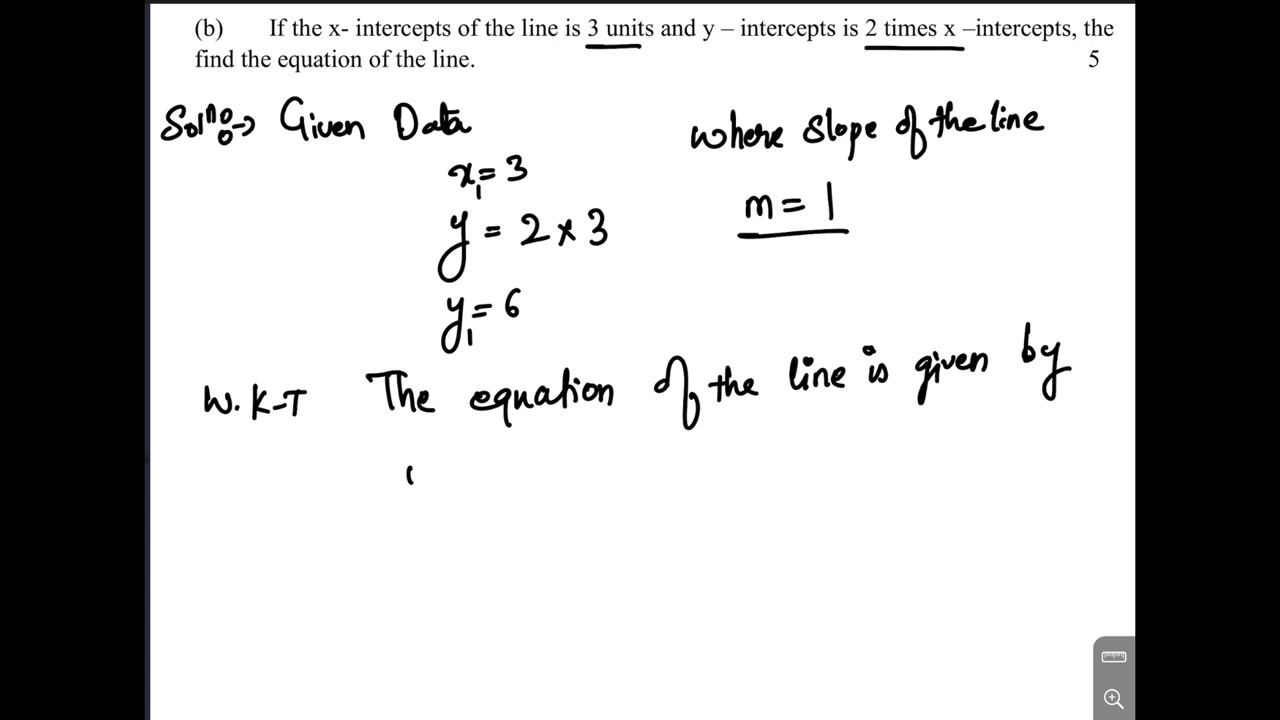 (b) If the x- intercepts of the line is 3 units and y – intercepts is 2 times x –intercepts, the
find the equation of the line. 5
Solⁿ:→ Given Data
x₁= 3
y = 2 × 3
y₁= 6
where slope of the line
m = 1
W.K-T The equation of the line is given by
(